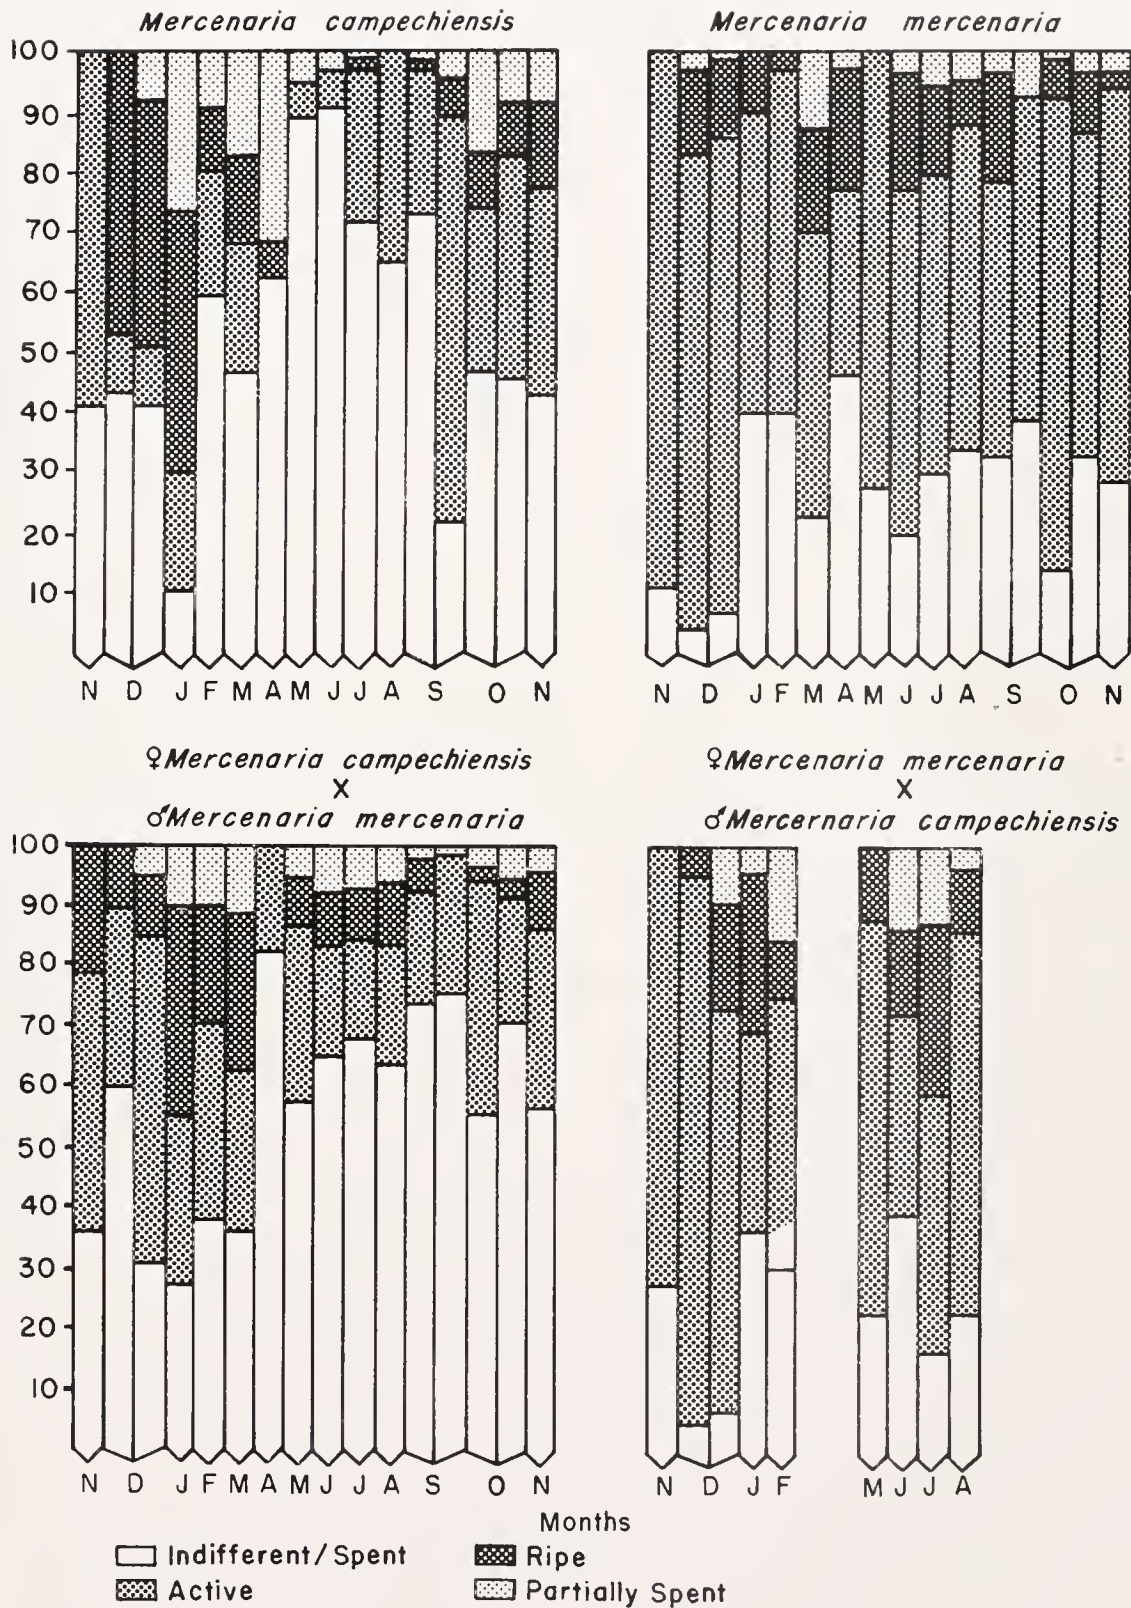 Mercenaria campechiensis
Mercenaria mercenaria
100
90
80
70
60
50
40
30
20
10
N D J F M A M J J A S O N
N D J F M A M J J A S O N
♀Mercenaria campechiensis
X
♂Mercenaria mercenaria
♀Mercenaria mercenaria
X
♂Mercernaria campechiensis
100
90
80
70
60
50
40
30
20
10
N D J F M A M J J A S O N
N D J F M J J A
Months
Indifferent/Spent
Ripe
Active
Partially Spent